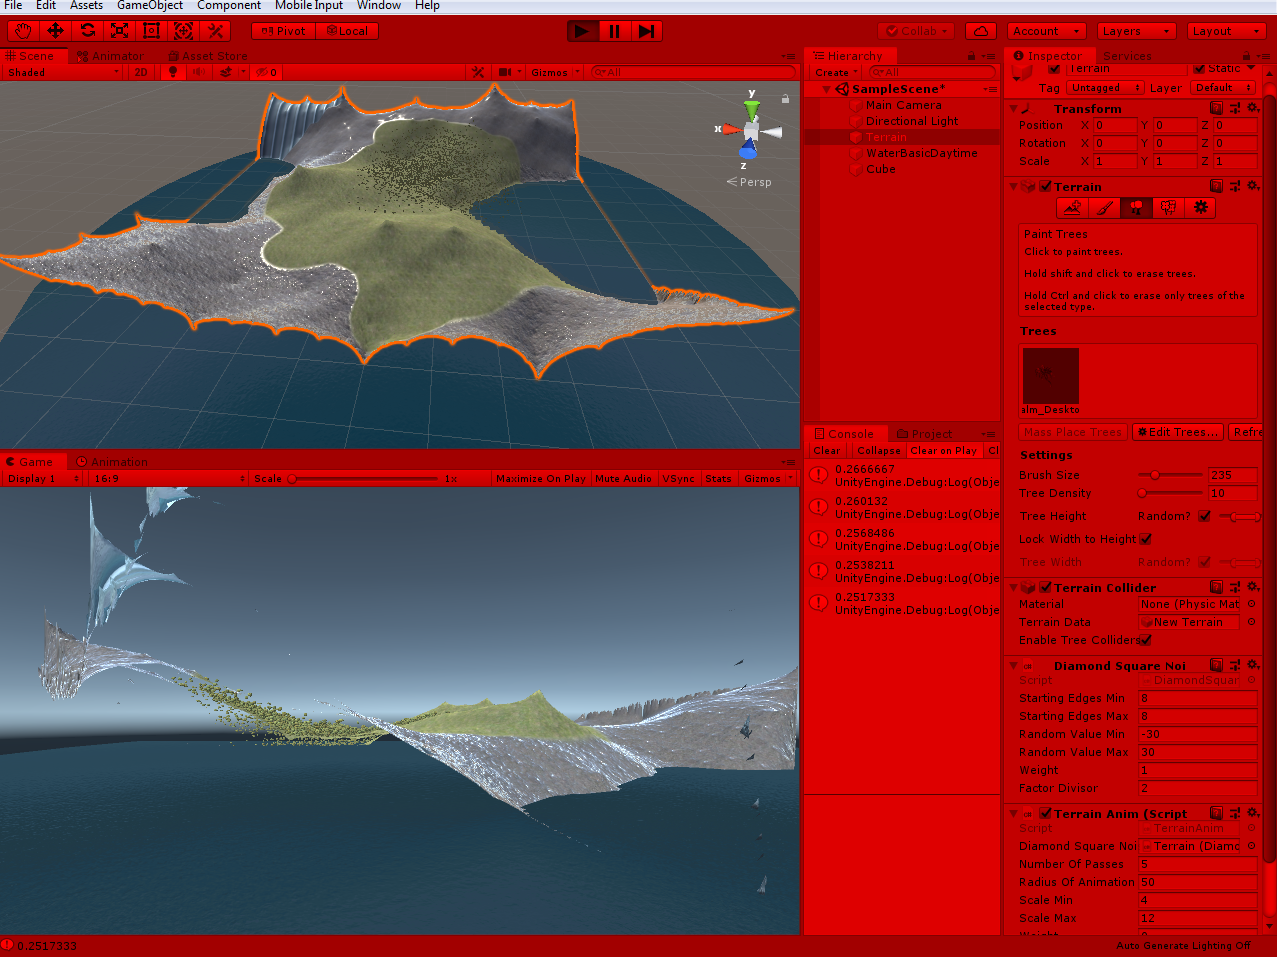 File Edit Assets GameObject Component Mobile Input Window Help
Pivot Local Collab Account Layers Layout
Scene Animator Asset Store
Shaded 2D 0 Gizmos All
y
x
z
Persp
Game Animation
Display 1 16:9 Scale 1x Maximize On Play Mute Audio VSync Stats Gizmos
Hierarchy
Create All
SampleScene*
Main Camera
Directional Light
Terrain
WaterBasicDaytime
Cube
Console Project
Clear Collapse Clear on Play
0.2666667
UnityEngine.Debug:Log(Obje
0.260132
UnityEngine.Debug:Log(Obje
0.2568486
UnityEngine.Debug:Log(Obje
0.2538211
UnityEngine.Debug:Log(Obje
0.2517333
UnityEngine.Debug:Log(Obje
Inspector Services
Terrain Static
Tag Untagged Layer Default
Transform
Position X 0 Y 0 Z 0
Rotation X 0 Y 0 Z 0
Scale X 1 Y 1 Z 1
Terrain
Paint Trees
Click to paint trees.
Hold shift and click to erase trees.
Hold Ctrl and click to erase only trees of the
selected type.
Trees
alm_Deskto
Mass Place Trees Edit Trees... Refre
Settings
Brush Size 235
Tree Density 10
Tree Height Random?
Lock Width to Height
Tree Width Random?
Terrain Collider
Material None (Physic Mat
Terrain Data New Terrain
Enable Tree Colliders
Diamond Square Noi
Script DiamondSquar
Starting Edges Min 8
Starting Edges Max 8
Random Value Min -30
Random Value Max 30
Weight 1
Factor Divisor 2
Terrain Anim (Script
Script TerrainAnim
Diamond Square Noi Terrain (Diamo
Number Of Passes 5
Radius Of Animation 50
Scale Min 4
Scale Max 12
0.2517333 Auto Generate Lighting Off